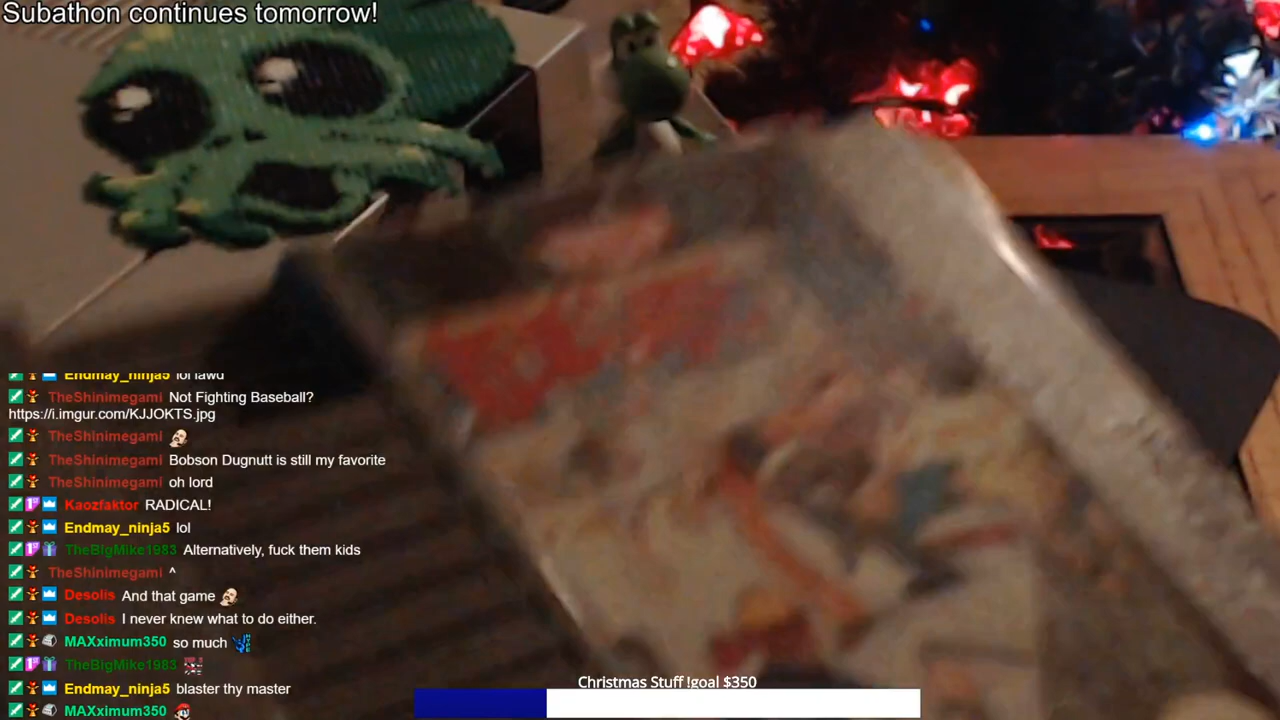 Subathon continues tomorrow!
Endmay_ninja5 lol lawd
TheShinimegami Not Fighting Baseball?
https://i.imgur.com/KJJOKTS.jpg
TheShinimegami
TheShinimegami Bobson Dugnutt is still my favorite
TheShinimegami oh lord
Kaozfaktor RADICAL!
Endmay_ninja5 lol
TheBigMike1983 Alternatively, fuck them kids
TheShinimegami ^
Desolis And that game
Desolis I never knew what to do either.
MAXximum350 so much
TheBigMike1983
Endmay_ninja5 blaster thy master
MAXximum350
Christmas Stuff !goal $350